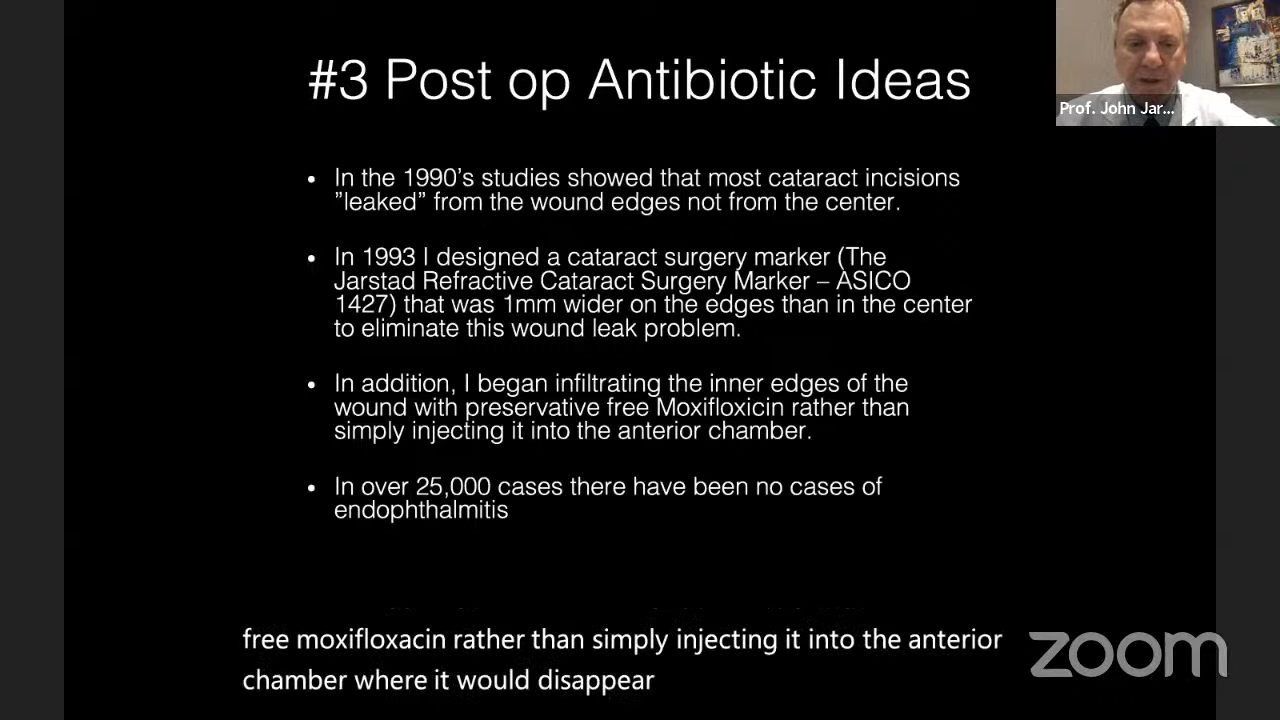 #3 Post op Antibiotic Ideas
Prof. John Jar...
• In the 1990's studies showed that most cataract incisions
”leaked” from the wound edges not from the center.
• In 1993 I designed a cataract surgery marker (The
Jarstad Refractive Cataract Surgery Marker – ASICO
1427) that was 1mm wider on the edges than in the center
to eliminate this wound leak problem.
• In addition, I began infiltrating the inner edges of the
wound with preservative free Moxifloxicin rather than
simply injecting it into the anterior chamber.
• In over 25,000 cases there have been no cases of
endophthalmitis
free moxifloxacin rather than simply injecting it into the anterior
chamber where it would disappear
zoom